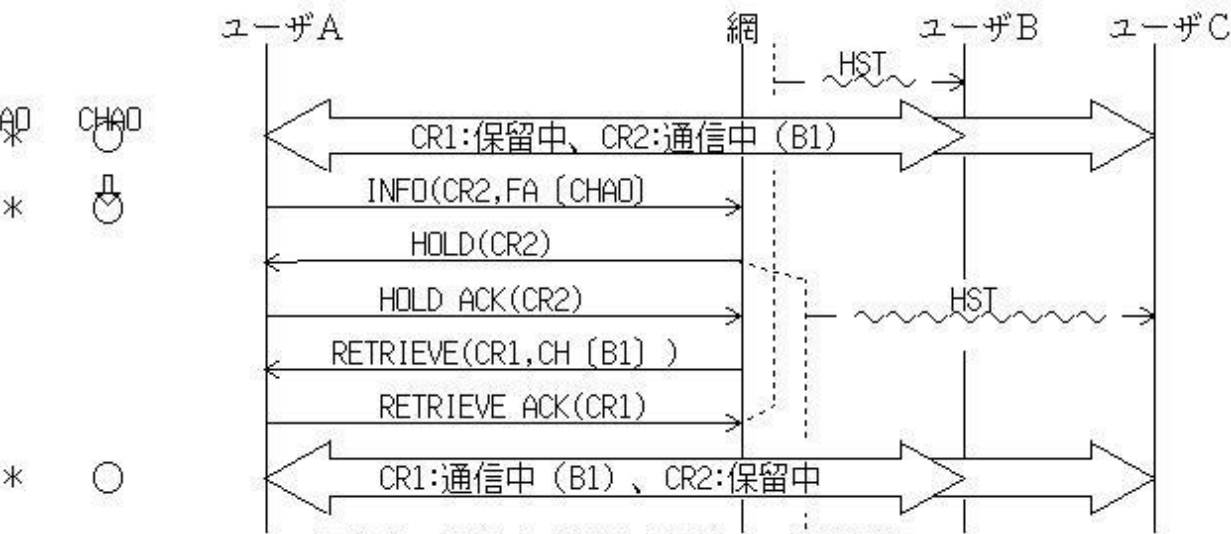 ユーザA 網 ユーザB ユーザC
HST
AO CHAO
* CR1:保留中、CR2:通信中 (B1)
* INFO(CR2,FA [CHAO]
HOLD(CR2)
HOLD ACK(CR2) HST
RETRIEVE(CR1,CH [B1] )
RETRIEVE ACK(CR1)
* CR1:通信中 (B1) 、CR2:保留中